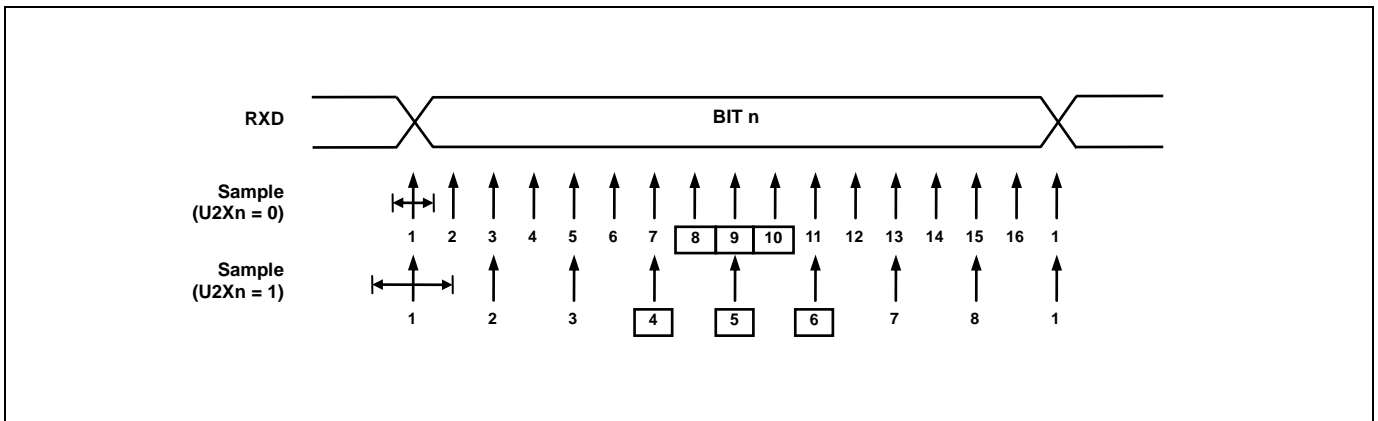 RXD BIT n
Sample
(U2Xn = 0)
1 2 3 4 5 6 7 8 9 10 11 12 13 14 15 16 1
Sample
(U2Xn = 1)
1 2 3 4 5 6 7 8 1